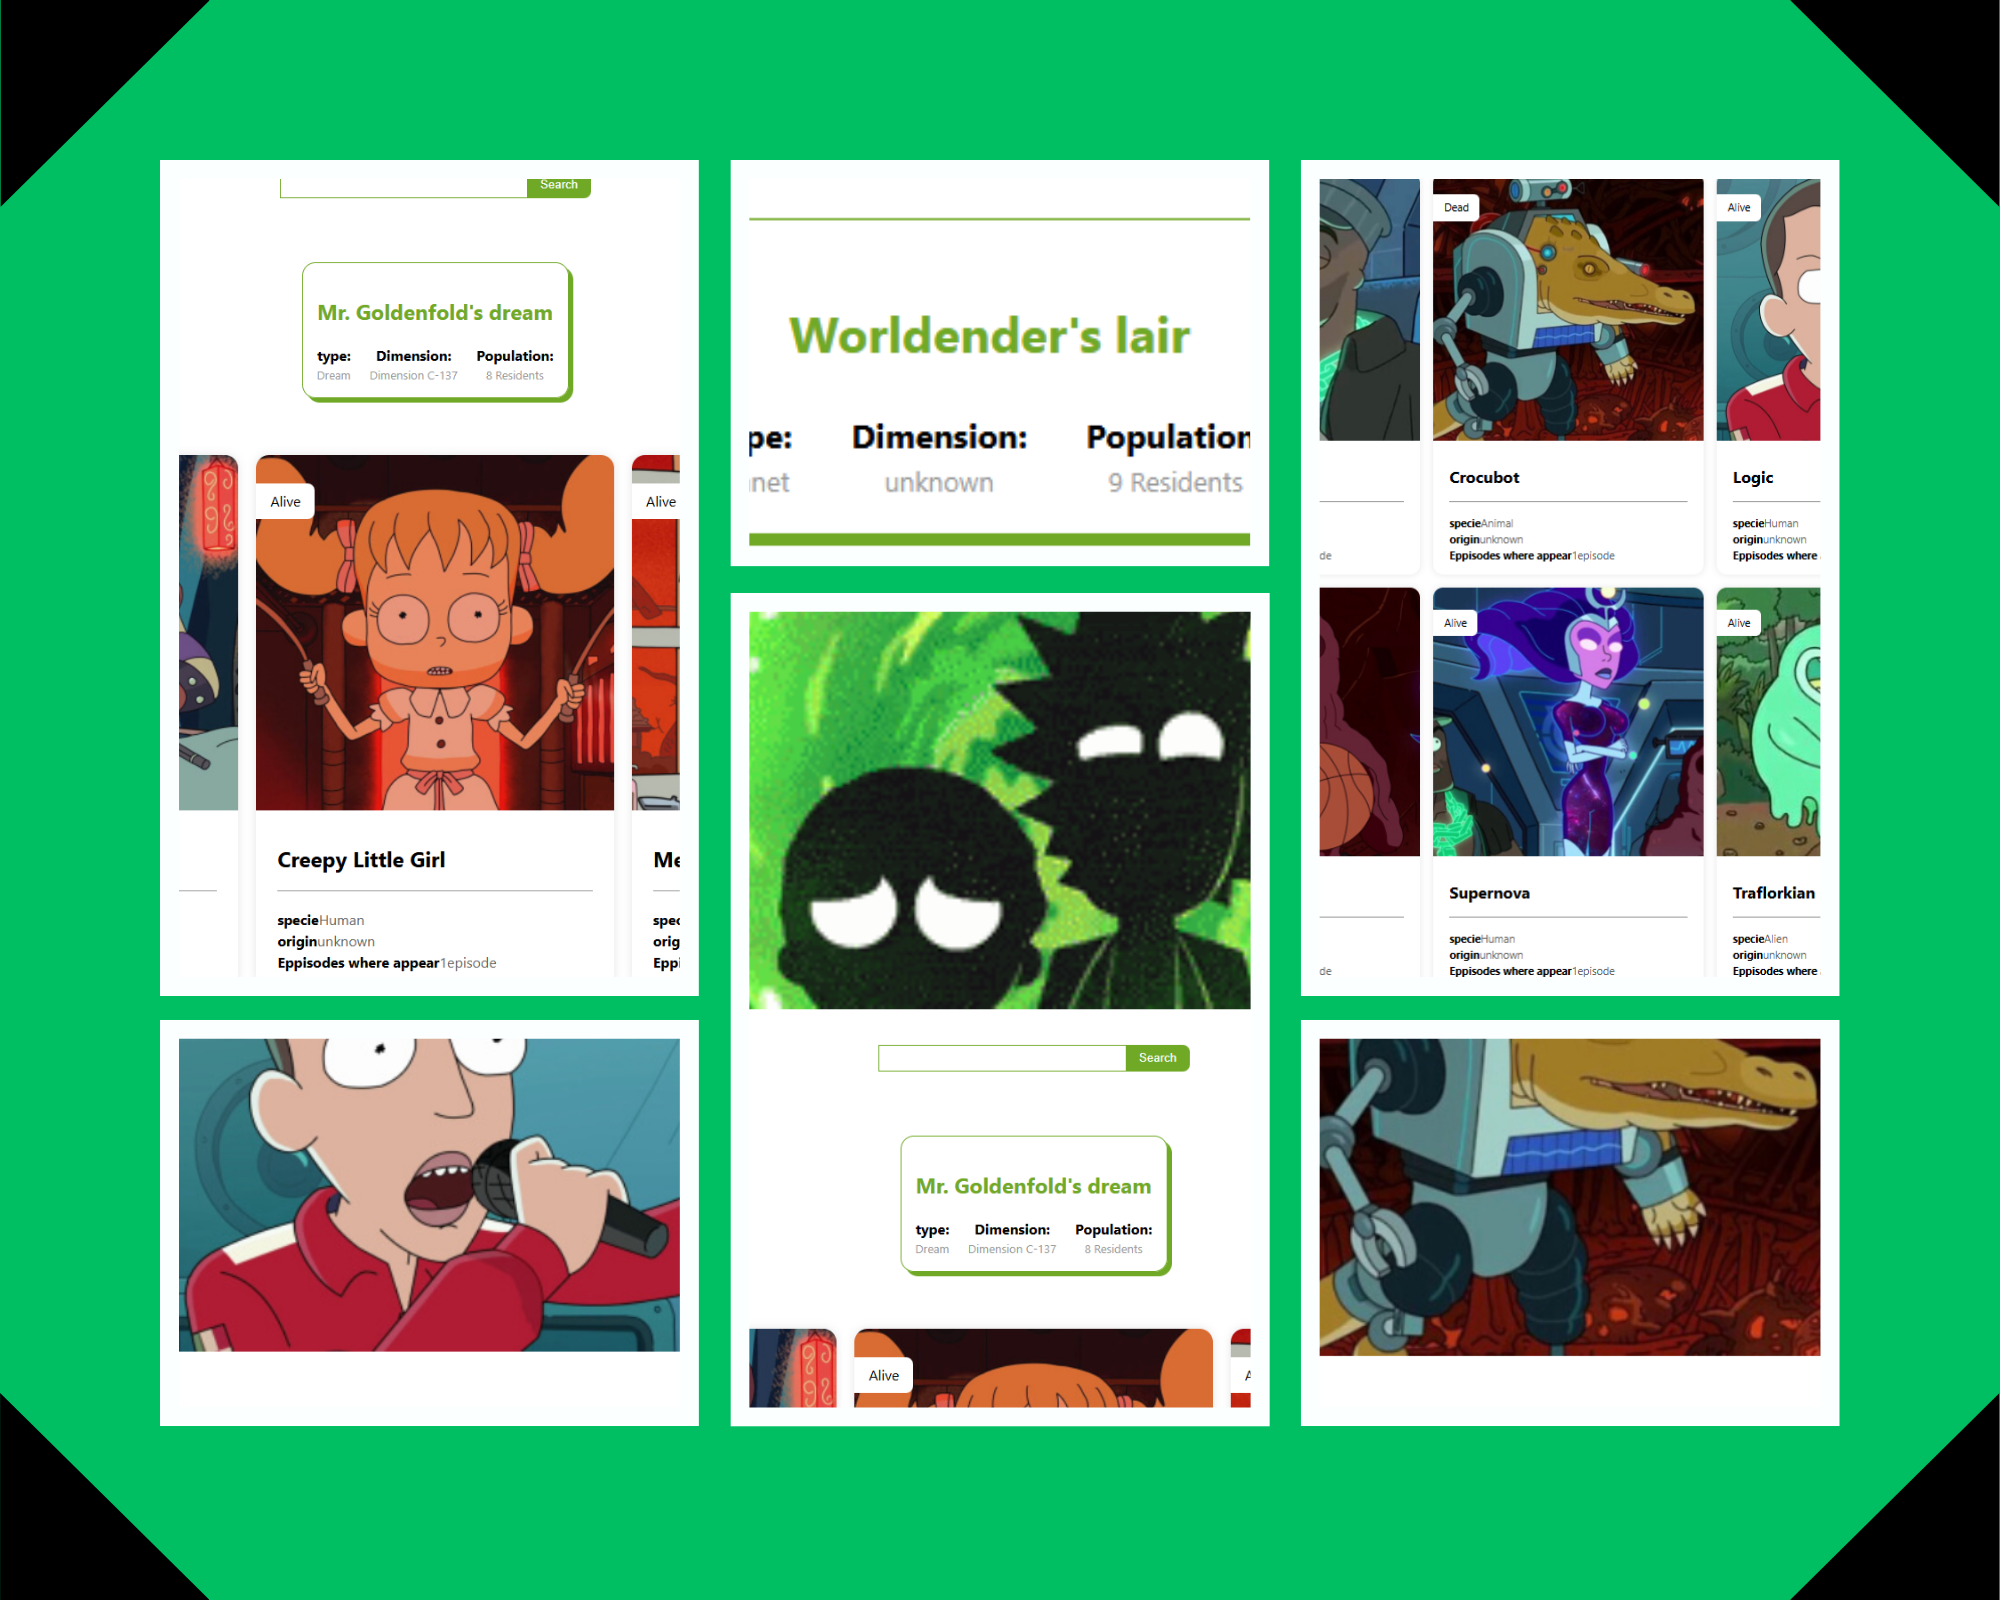 Search
Mr. Goldenfold's dream
type: Dimension: Population:
Dream Dimension C-137 8 Residents
Alive Alive
Creepy Little Girl Me
specieHuman spec
originunknown orig
Eppisodes where appear1episode Eppi
Worldender's lair
pe: Dimension: Population
net unknown 9 Residents
Search
Mr. Goldenfold's dream
type: Dimension: Population:
Dream Dimension C-137 8 Residents
Alive A
Dead Alive
Crocubot Logic
specieAnimal specieHuman
originunknown originunknown
de Eppisodes where appear1episode Eppisodes where
Alive Alive
Supernova Traflorkian
specieHuman specieAlien
originunknown originunknown
de Eppisodes where appear1episode Eppisodes where